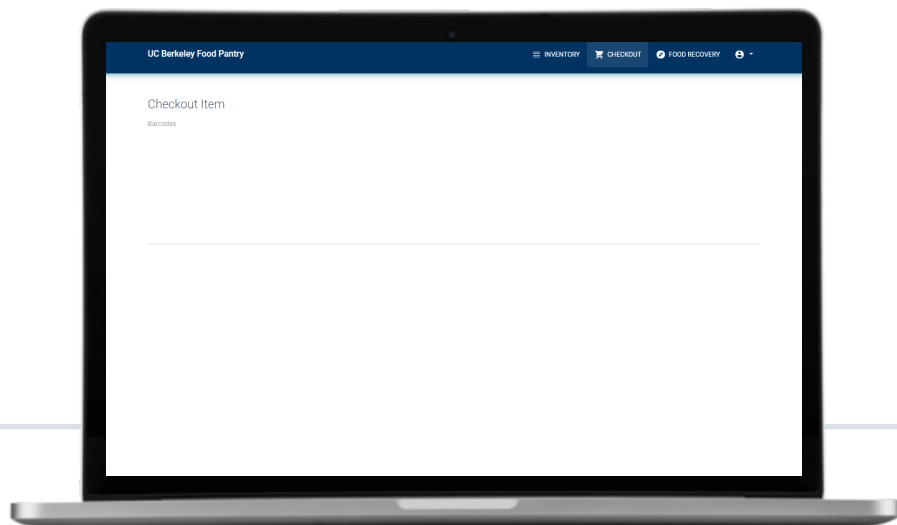 UC Berkeley Food Pantry
INVENTORY
CHECKOUT
FOOD RECOVERY
Checkout Item
Barcodes